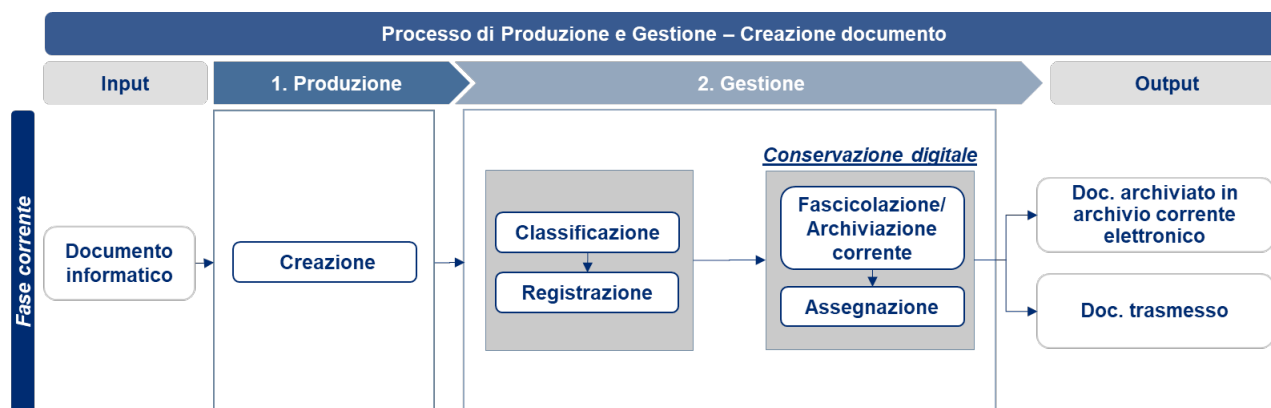 Processo di Produzione e Gestione – Creazione documento
Input
1. Produzione
2. Gestione
Output
Fase corrente
Documento
informatico
Creazione
Classificazione
Registrazione
Conservazione digitale
Fascicolazione/
Archiviazione
corrente
Assegnazione
Doc. archiviato in
archivio corrente
elettronico
Doc. trasmesso